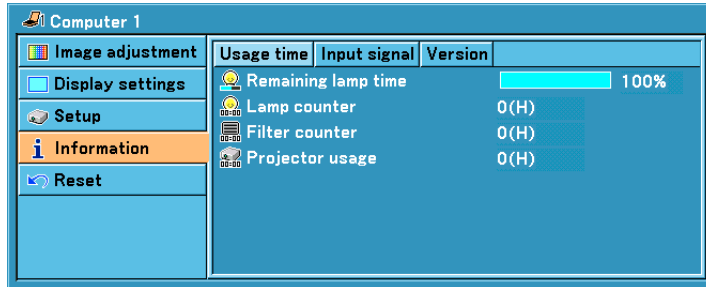 Computer 1
Image adjustment
Display settings
Setup
Information
Reset
Usage time Input signal Version
Remaining lamp time 100%
Lamp counter 0(H)
Filter counter 0(H)
Projector usage 0(H)